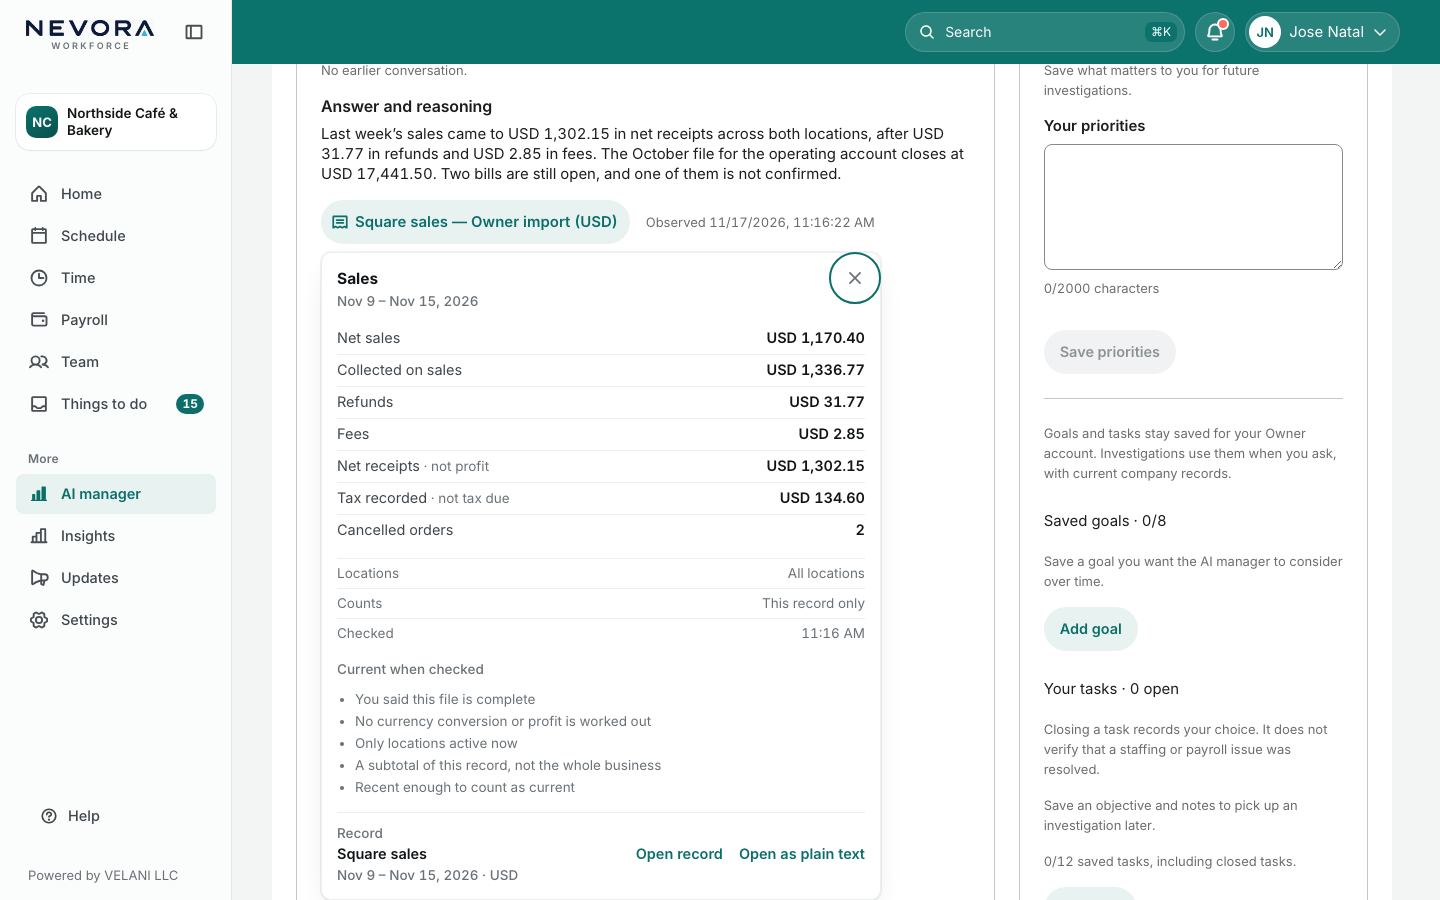 NEVORA
WORKFORCE
Search
⌘K
JN
Jose Natal
NC
Northside Café &
Bakery
Home
Schedule
Time
Payroll
Team
Things to do
15
More
AI manager
Insights
Updates
Settings
Help
Powered by VELANI LLC
No earlier conversation.
Answer and reasoning
Last week’s sales came to USD 1,302.15 in net receipts across both locations, after USD
31.77 in refunds and USD 2.85 in fees. The October file for the operating account closes at
USD 17,441.50. Two bills are still open, and one of them is not confirmed.
Square sales — Owner import (USD)
Observed 11/17/2026, 11:16:22 AM
Sales
Nov 9 – Nov 15, 2026
Net sales USD 1,170.40
Collected on sales USD 1,336.77
Refunds USD 31.77
Fees USD 2.85
Net receipts · not profit USD 1,302.15
Tax recorded · not tax due USD 134.60
Cancelled orders 2
Locations All locations
Counts This record only
Checked 11:16 AM
Current when checked
• You said this file is complete
• No currency conversion or profit is worked out
• Only locations active now
• A subtotal of this record, not the whole business
• Recent enough to count as current
Record
Square sales
Open record Open as plain text
Nov 9 – Nov 15, 2026 · USD
Save what matters to you for future
investigations.
Your priorities
0/2000 characters
Save priorities
Goals and tasks stay saved for your Owner
account. Investigations use them when you ask,
with current company records.
Saved goals · 0/8
Save a goal you want the AI manager to consider
over time.
Add goal
Your tasks · 0 open
Closing a task records your choice. It does not
verify that a staffing or payroll issue was
resolved.
Save an objective and notes to pick up an
investigation later.
0/12 saved tasks, including closed tasks.